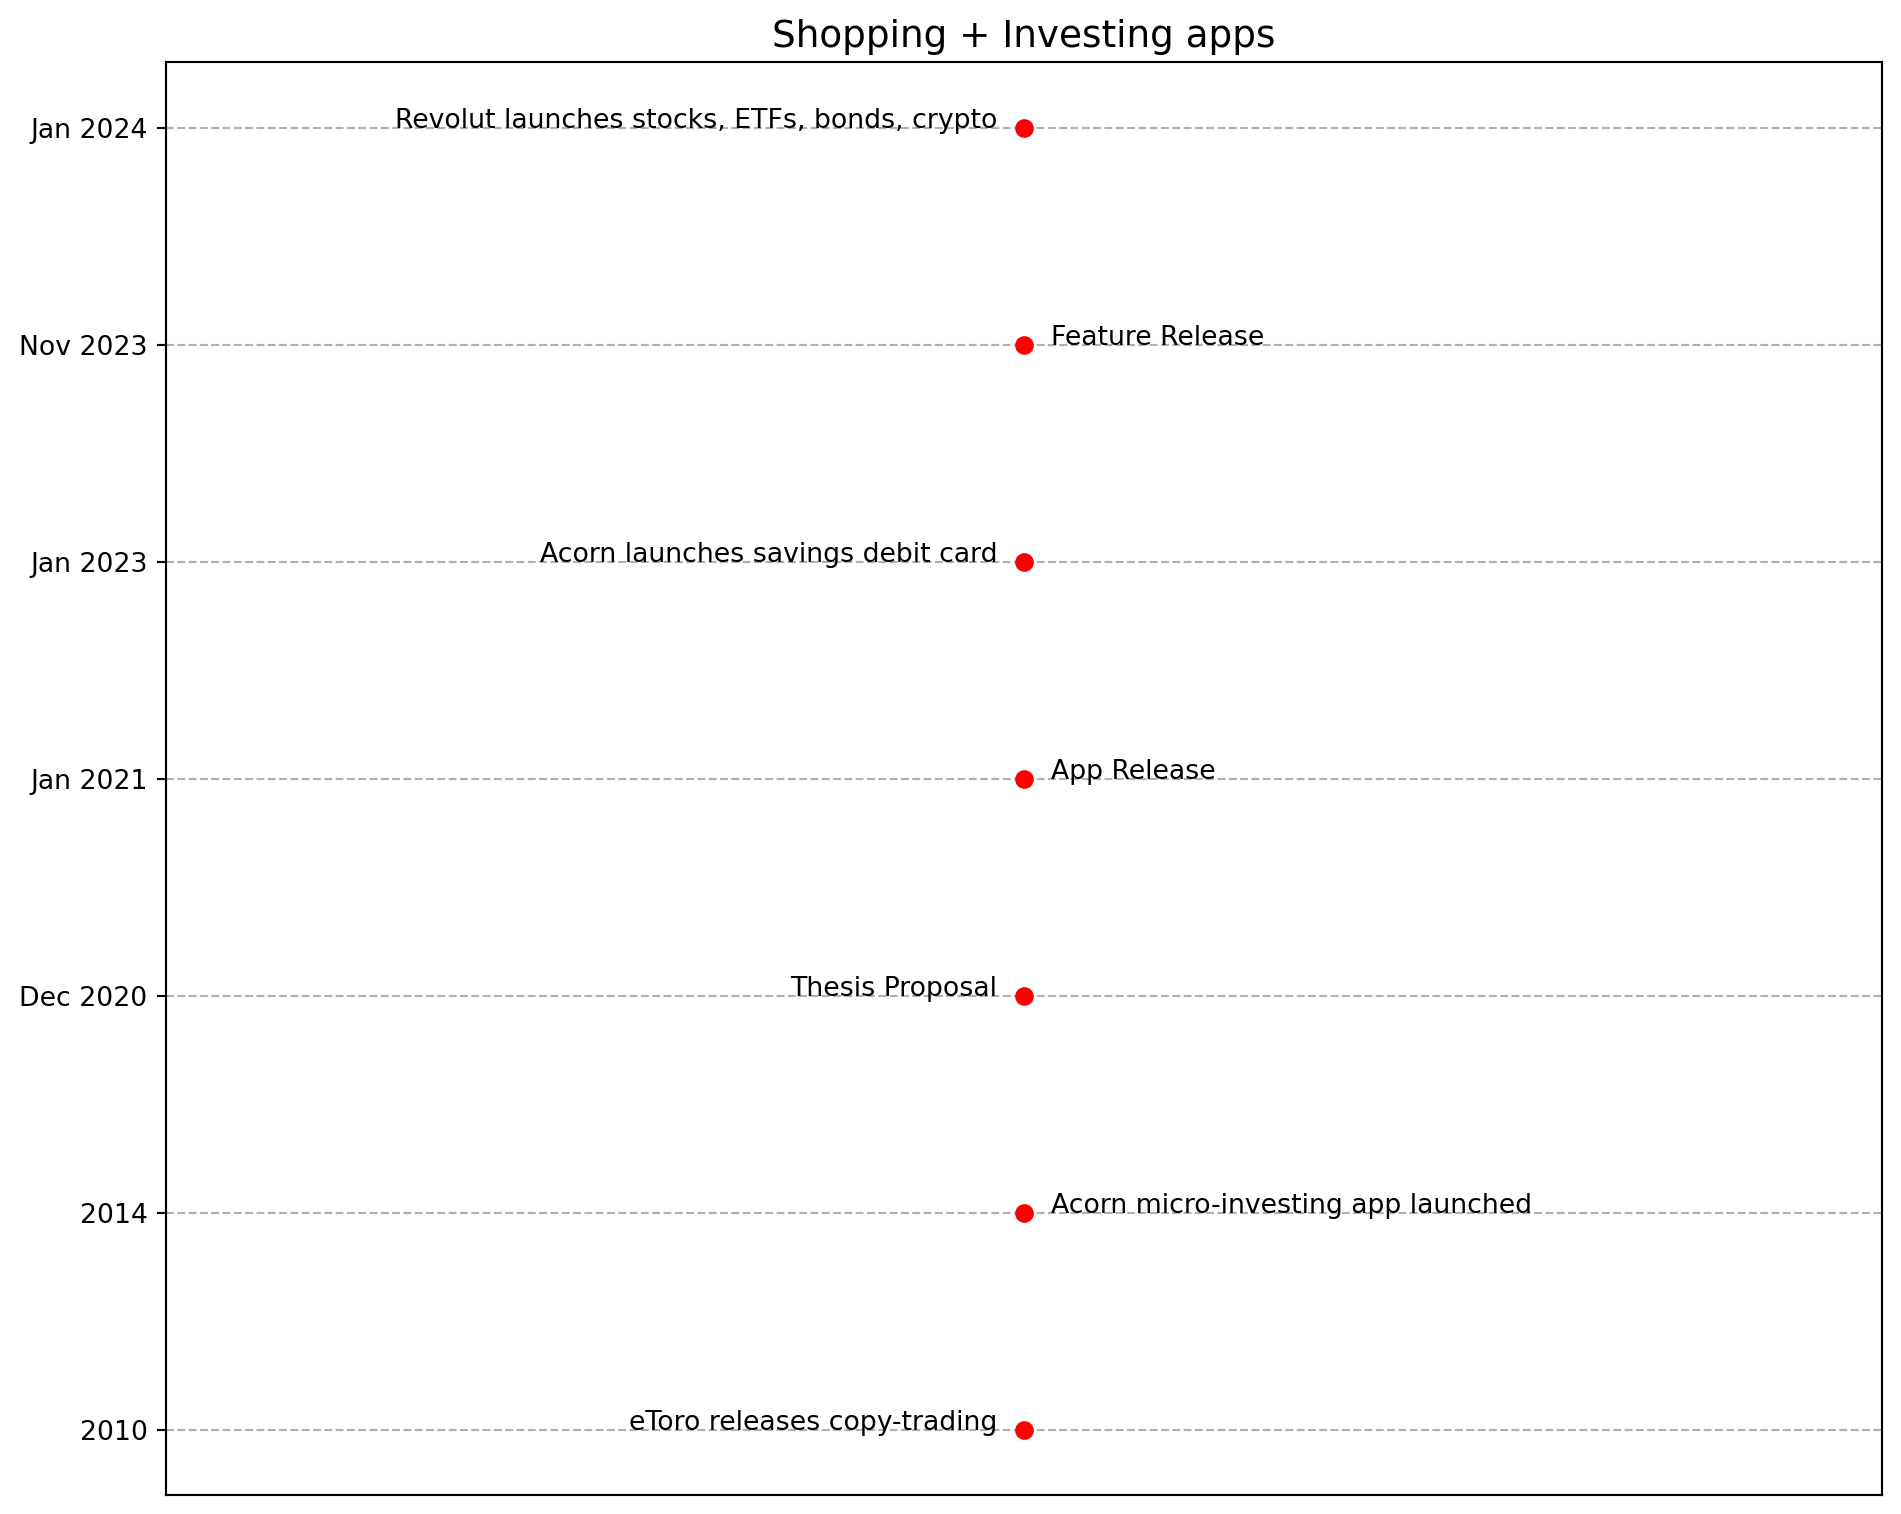 Shopping + Investing apps
Jan 2024
Revolut launches stocks, ETFs, bonds, crypto
Nov 2023
Feature Release
Jan 2023
Acorn launches savings debit card
Jan 2021
App Release
Dec 2020
Thesis Proposal
2014
Acorn micro-investing app launched
2010
eToro releases copy-trading